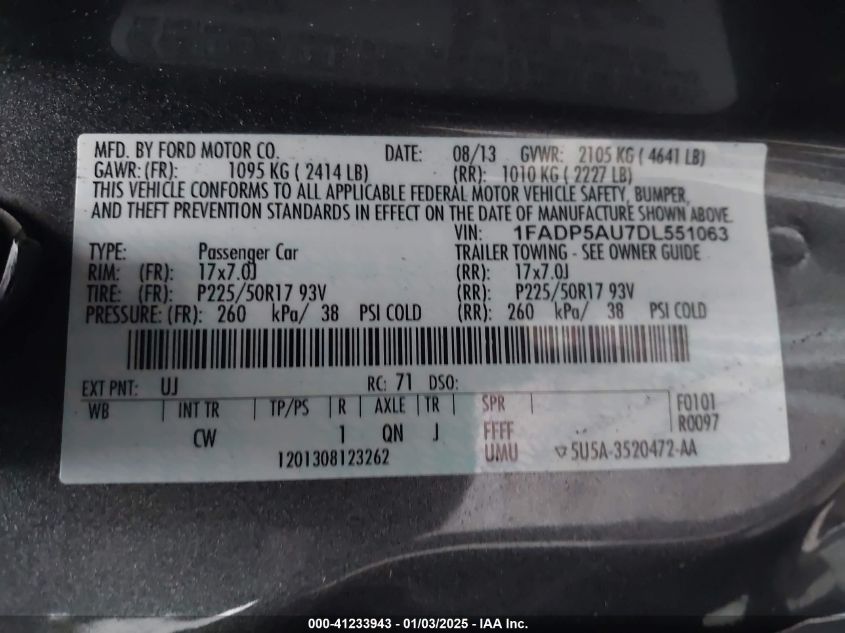 MFD. BY FORD MOTOR CO. DATE: 08/13 GVWR: 2105 KG ( 4641 LB)
GAWR: (FR): 1095 KG ( 2414 LB) (RR): 1010 KG ( 2227 LB)
THIS VEHICLE CONFORMS TO ALL APPLICABLE FEDERAL MOTOR VEHICLE SAFETY, BUMPER,
AND THEFT PREVENTION STANDARDS IN EFFECT ON THE DATE OF MANUFACTURE SHOWN ABOVE.
VIN: 1FADP5AU7DL551063
TYPE: Passenger Car TRAILER TOWING - SEE OWNER GUIDE
RIM: (FR): 17x7.0J (RR): 17x7.0J
TIRE: (FR): P225/50R17 93V (RR): P225/50R17 93V
PRESSURE: (FR): 260 kPa/ 38 PSI COLD (RR): 260 kPa/ 38 PSI COLD
EXT PNT: UJ RC: 71 DSO:
WB INT TR TP/PS R AXLE TR SPR F0101
CW 1 QN J FFFF R0097
1201308123262 UMU 5U5A-3520472-AA
000-41233943 - 01/03/2025 - IAA Inc.